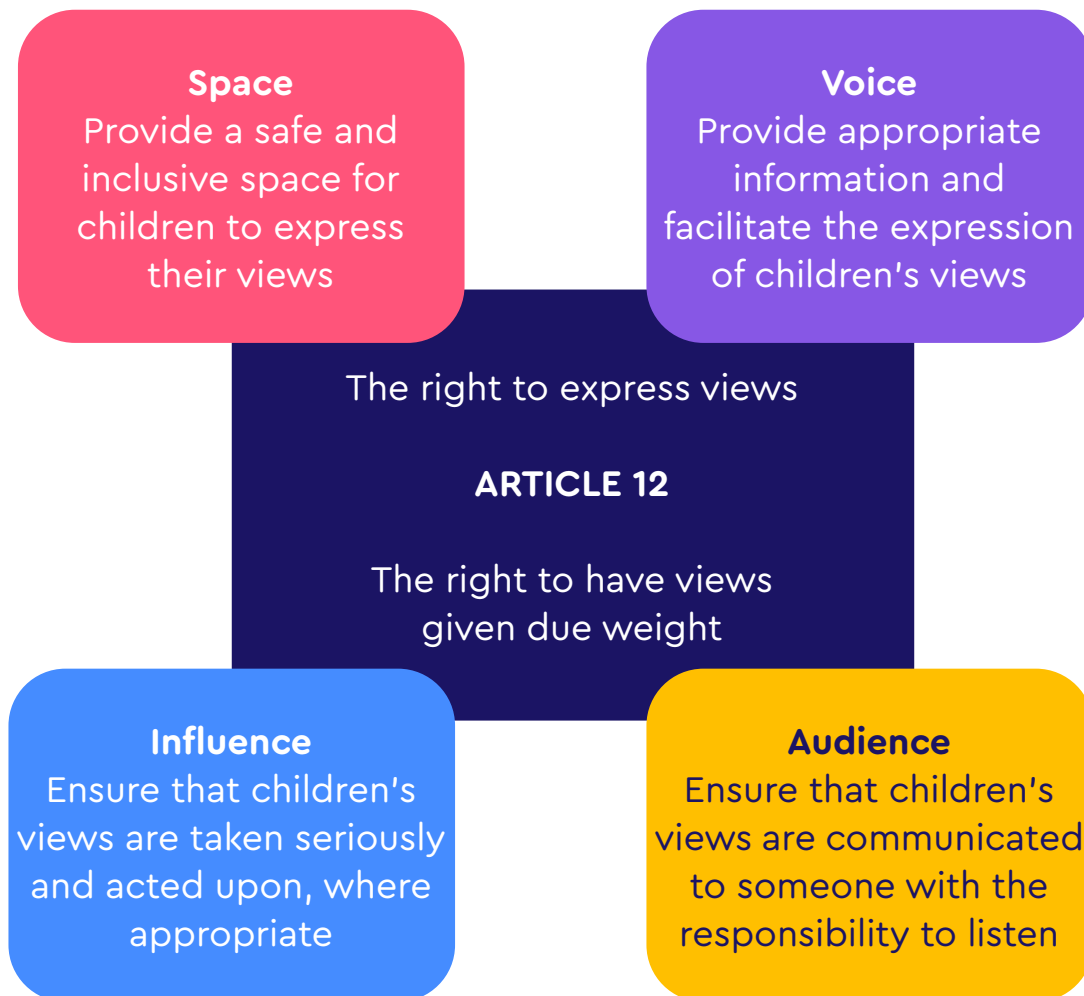 Space
Provide a safe and
inclusive space for
children to express
their views
Voice
Provide appropriate
information and
facilitate the expression
of children's views
The right to express views
ARTICLE 12
The right to have views
given due weight
Influence
Ensure that children's
views are taken seriously
and acted upon, where
appropriate
Audience
Ensure that children's
views are communicated
to someone with the
responsibility to listen